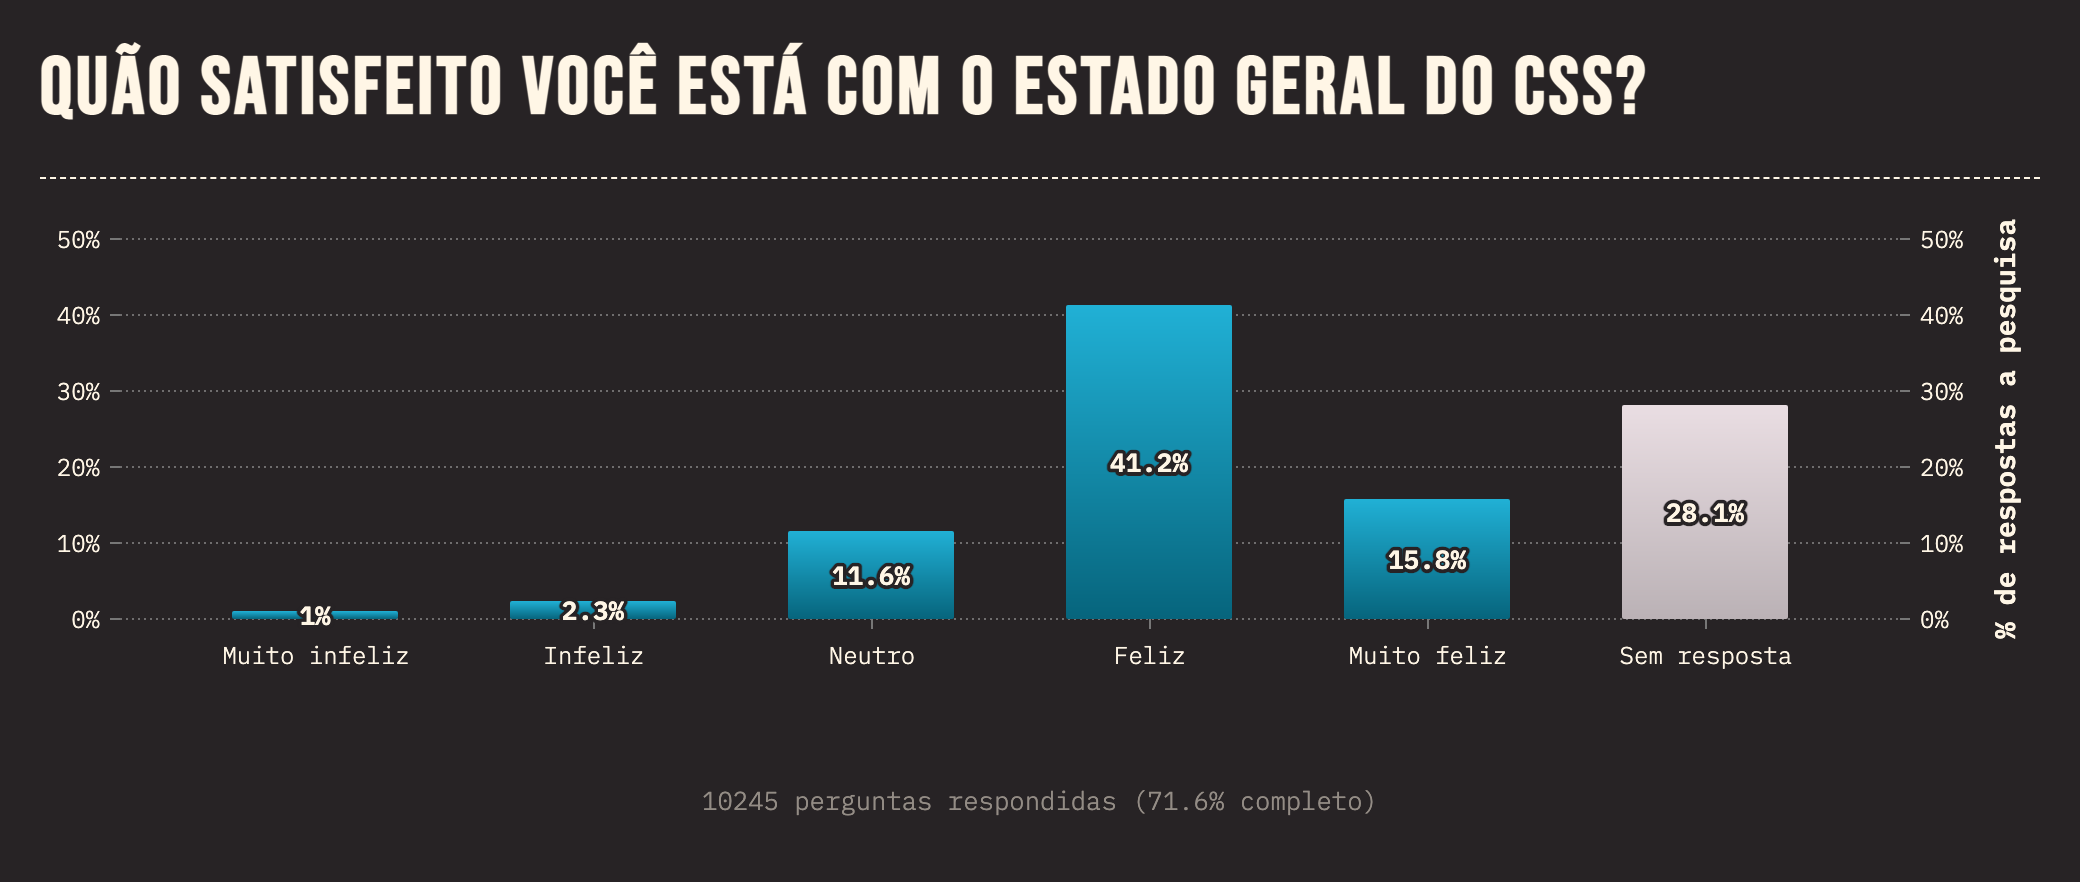 QUÃO SATISFEITO VOCÊ ESTÁ COM O ESTADO GERAL DO CSS?
50%
40%
30%
20%
10%
0%
1%
2.3%
11.6%
41.2%
15.8%
28.1%
Muito infeliz
Infeliz
Neutro
Feliz
Muito feliz
Sem resposta
50%
40%
30%
20%
10%
0%
% de respostas a pesquisa
10245 perguntas respondidas (71.6% completo)